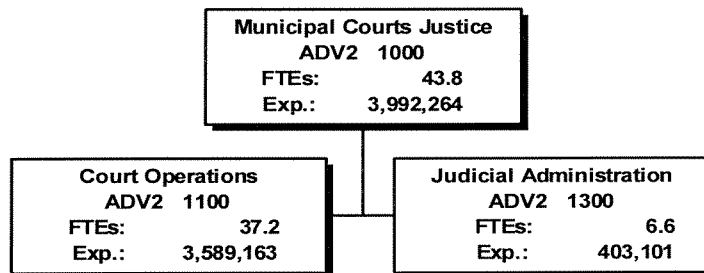 Municipal Courts Justice
ADV2 1000
FTEs: 43.8
Exp.: 3,992,264
Court Operations
ADV2 1100
FTEs: 37.2
Exp.: 3,589,163
Judicial Administration
ADV2 1300
FTEs: 6.6
Exp.: 403,101